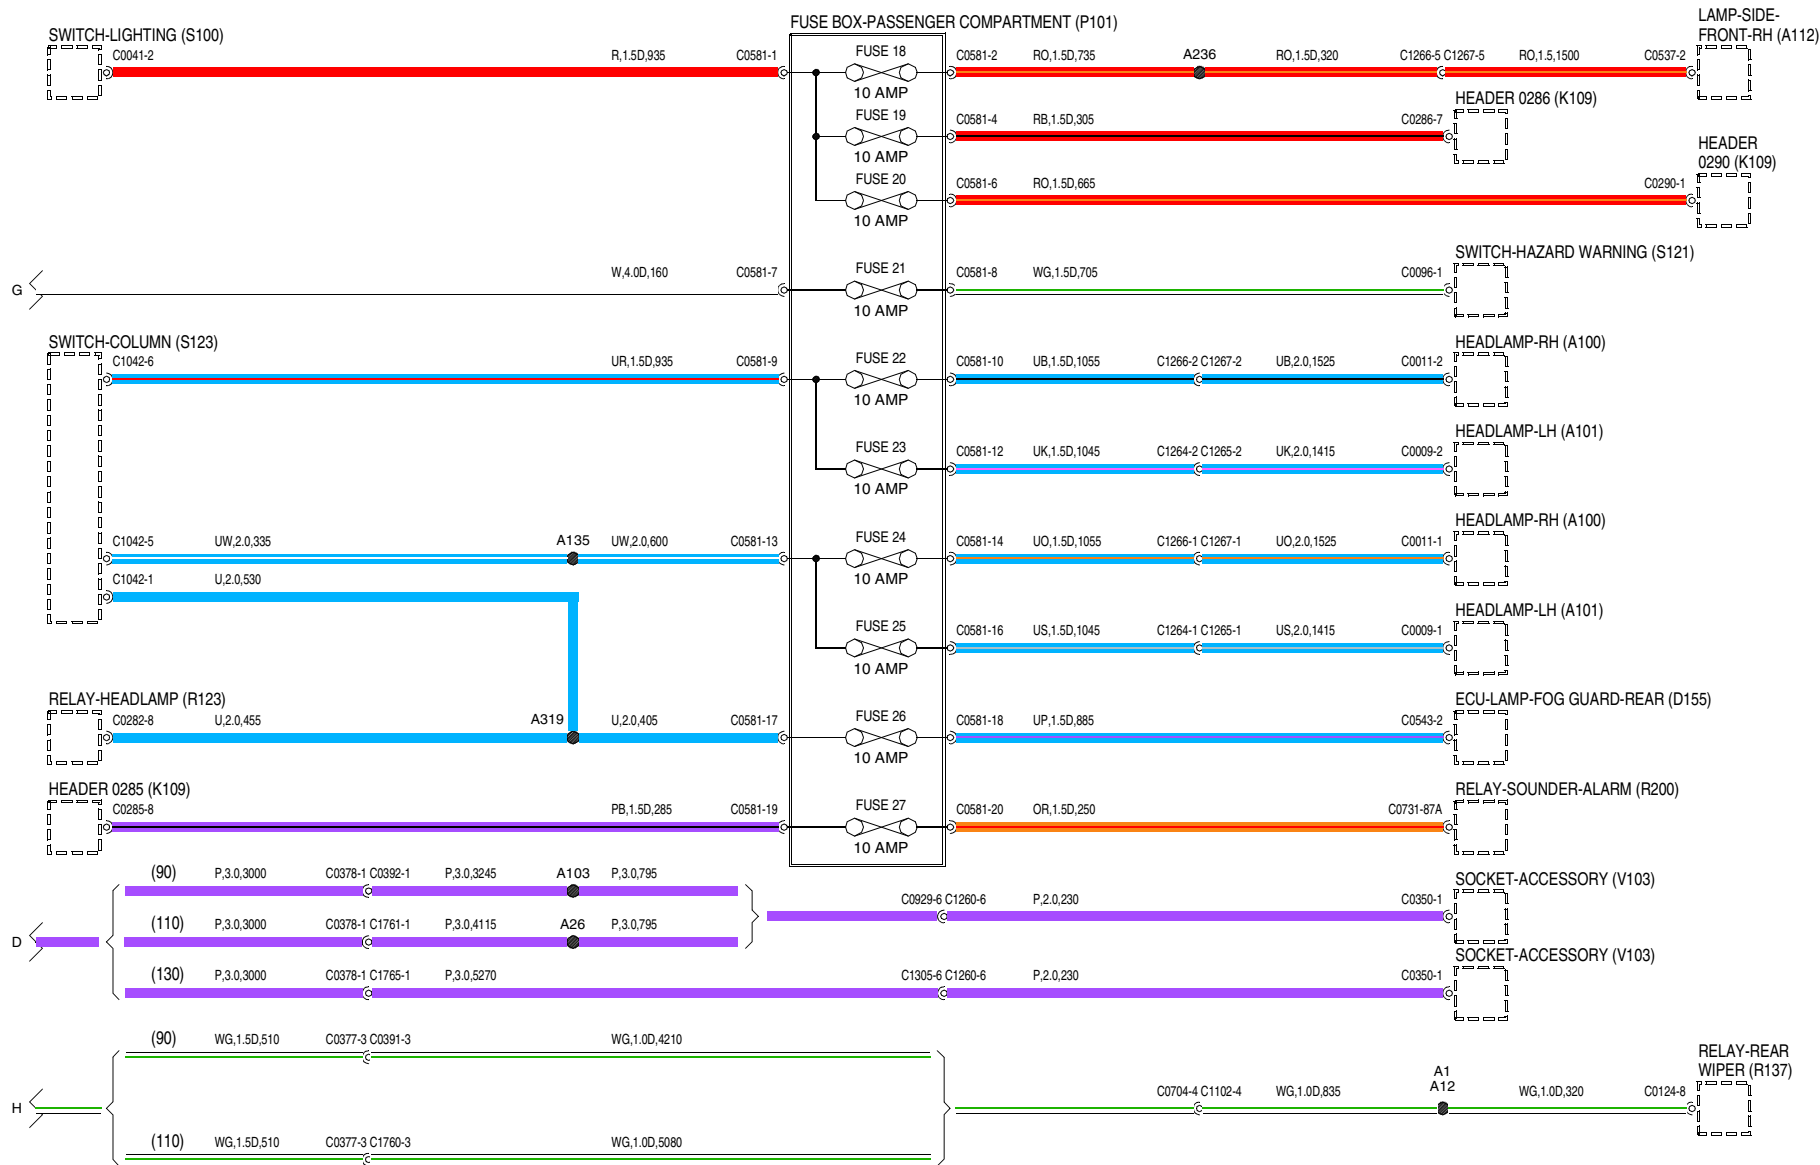 FUSE BOX-PASSENGER COMPARTMENT (P101)
LAMP-SIDE-
FRONT-RH (A112)
SWITCH-LIGHTING (S100)
C0041-2 R,1.5D,935 C0581-1 FUSE 18 C0581-2 RO,1.5D,735 A236 RO,1.5D,320 C1266-5 C1267-5 RO,1.5,1500 C0537-2
10 AMP
HEADER 0286 (K109)
FUSE 19 C0581-4 RB,1.5D,305 C0286-7
10 AMP
HEADER
0290 (K109)
FUSE 20 C0581-6 RO,1.5D,665 C0290-1
10 AMP
SWITCH-HAZARD WARNING (S121)
G W,4.0D,160 C0581-7 FUSE 21 C0581-8 WG,1.5D,705 C0096-1
10 AMP
SWITCH-COLUMN (S123) HEADLAMP-RH (A100)
C1042-6 UR,1.5D,935 C0581-9 FUSE 22 C0581-10 UB,1.5D,1055 C1266-2 C1267-2 UB,2.0,1525 C0011-2
10 AMP
HEADLAMP-LH (A101)
FUSE 23 C0581-12 UK,1.5D,1045 C1264-2 C1265-2 UK,2.0,1415 C0009-2
10 AMP
HEADLAMP-RH (A100)
C1042-5 UW,2.0,335 A135 UW,2.0,600 C0581-13 FUSE 24 C0581-14 UO,1.5D,1055 C1266-1 C1267-1 UO,2.0,1525 C0011-1
C1042-1 U,2.0,530 10 AMP
HEADLAMP-LH (A101)
FUSE 25 C0581-16 US,1.5D,1045 C1264-1 C1265-1 US,2.0,1415 C0009-1
10 AMP
RELAY-HEADLAMP (R123) ECU-LAMP-FOG GUARD-REAR (D155)
C0282-8 U,2.0,455 A319 U,2.0,405 C0581-17 FUSE 26 C0581-18 UP,1.5D,885 C0543-2
10 AMP
HEADER 0285 (K109) RELAY-SOUNDER-ALARM (R200)
C0285-8 PB,1.5D,285 C0581-19 FUSE 27 C0581-20 OR,1.5D,250 C0731-87A
10 AMP
(90) P,3.0,3000 C0378-1 C0392-1 P,3.0,3245 A103 P,3.0,795
SOCKET-ACCESSORY (V103)
C0929-6 C1260-6 P,2.0,230 C0350-1
D (110) P,3.0,3000 C0378-1 C1761-1 P,3.0,4115 A26 P,3.0,795
SOCKET-ACCESSORY (V103)
(130) P,3.0,3000 C0378-1 C1765-1 P,3.0,5270 C1305-6 C1260-6 P,2.0,230 C0350-1
(90) WG,1.5D,510 C0377-3 C0391-3 WG,1.0D,4210
RELAY-REAR
WIPER (R137)
A1
A12
H C0704-4 C1102-4 WG,1.0D,835 WG,1.0D,320 C0124-8
(110) WG,1.5D,510 C0377-3 C1760-3 WG,1.0D,5080